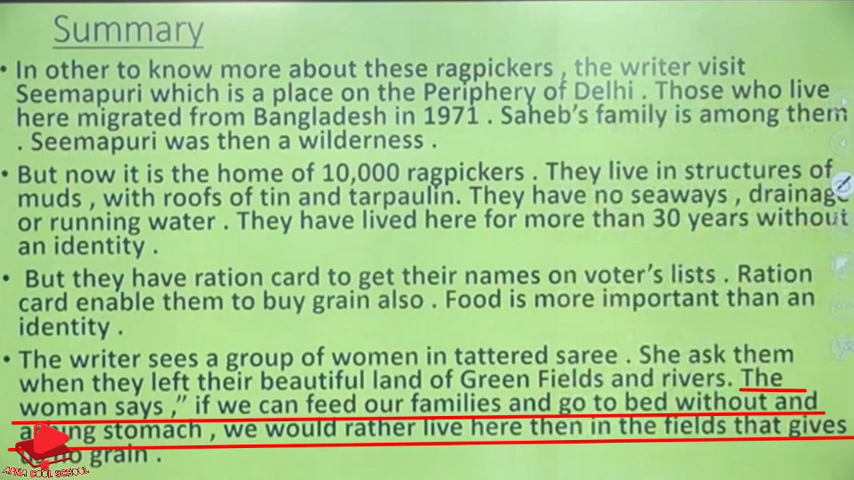 Summary
• In other to know more about these ragpickers , the writer visit
Seemapuri which is a place on the Periphery of Delhi . Those who live
here migrated from Bangladesh in 1971 . Saheb's family is among them
. Seemapuri was then a wilderness .
• But now it is the home of 10,000 ragpickers . They live in structures of
muds , with roofs of tin and tarpaulin. They have no seaways , drainage
or running water . They have lived here for more than 30 years without
an identity .
• But they have ration card to get their names on voter's lists . Ration
card enable them to buy grain also . Food is more important than an
identity .
• The writer sees a group of women in tattered saree . She ask them
when they left their beautiful land of Green Fields and rivers. The
woman says ,” if we can feed our families and go to bed without and
stomach , we would rather live here then in the fields that gives
no grain .
COOL SCHOOL